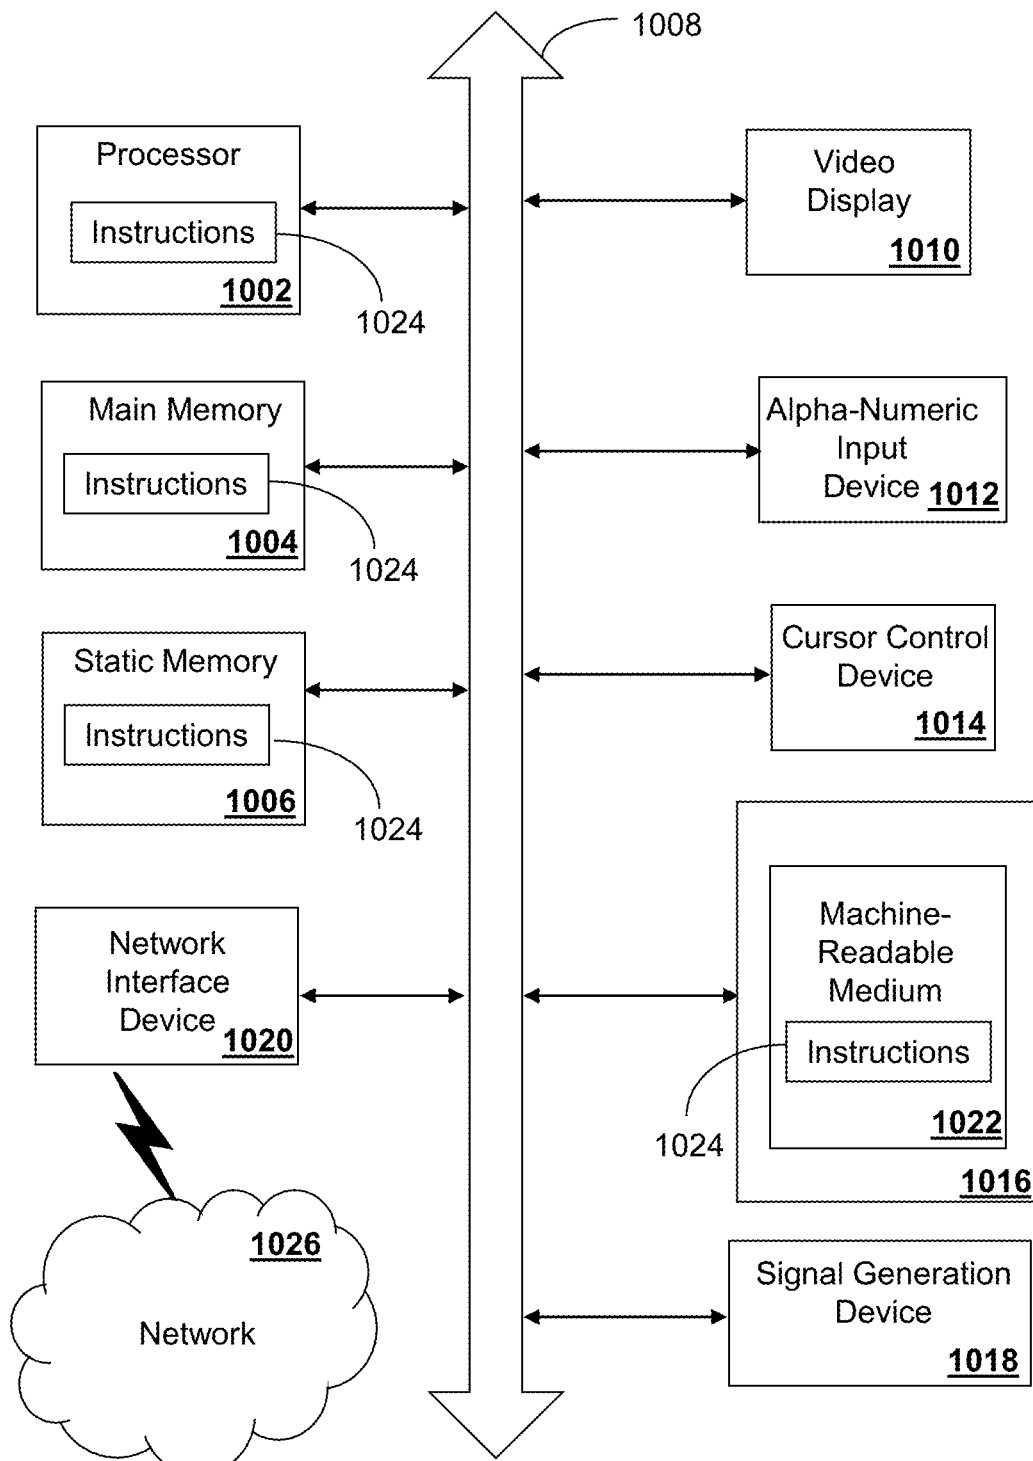 1008
Processor
Instructions
1002
1024
Video
Display
1010
Main Memory
Instructions
1004
1024
Alpha-Numeric
Input
Device
1012
Static Memory
Instructions
1006
1024
Cursor Control
Device
1014
Network
Interface
Device
1020
Machine-
Readable
Medium
Instructions
1022
1024
1016
1026
Network
Signal Generation
Device
1018